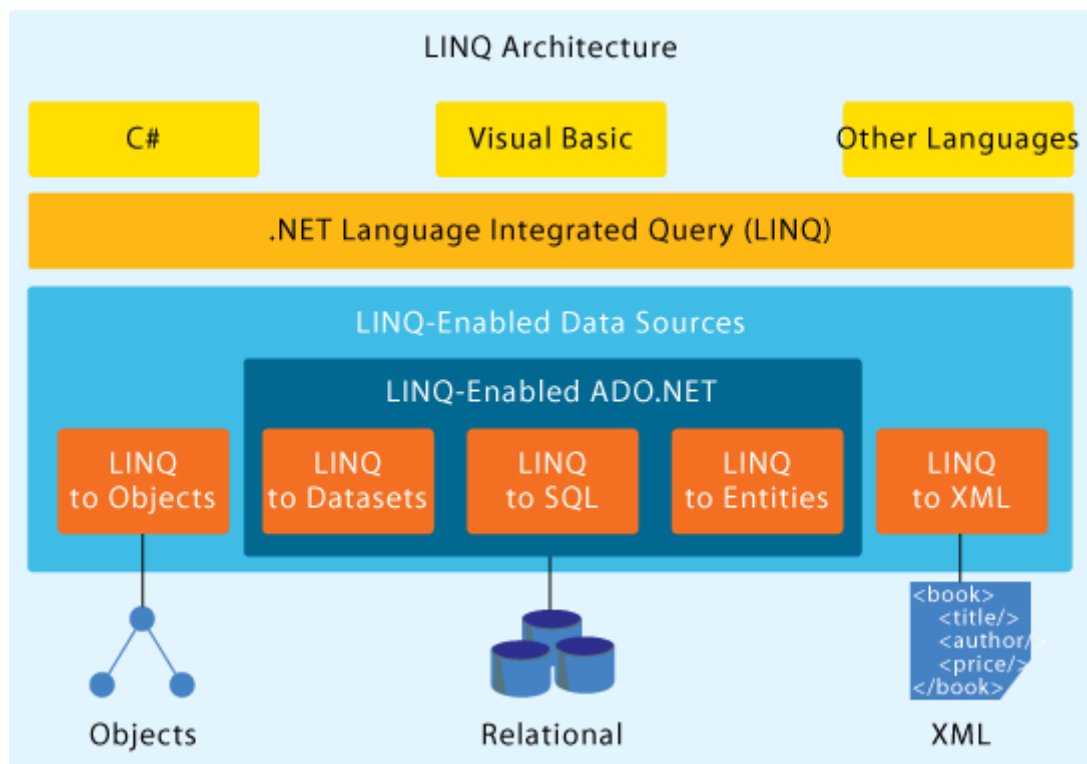 LINQ Architecture
C#
Visual Basic
Other Languages
.NET Language Integrated Query (LINQ)
LINQ-Enabled Data Sources
LINQ-Enabled ADO.NET
LINQ
to Objects
LINQ
to Datasets
LINQ
to SQL
LINQ
to Entities
LINQ
to XML
<book>
<title/>
<author/>
<price/>
</book>
Objects
Relational
XML